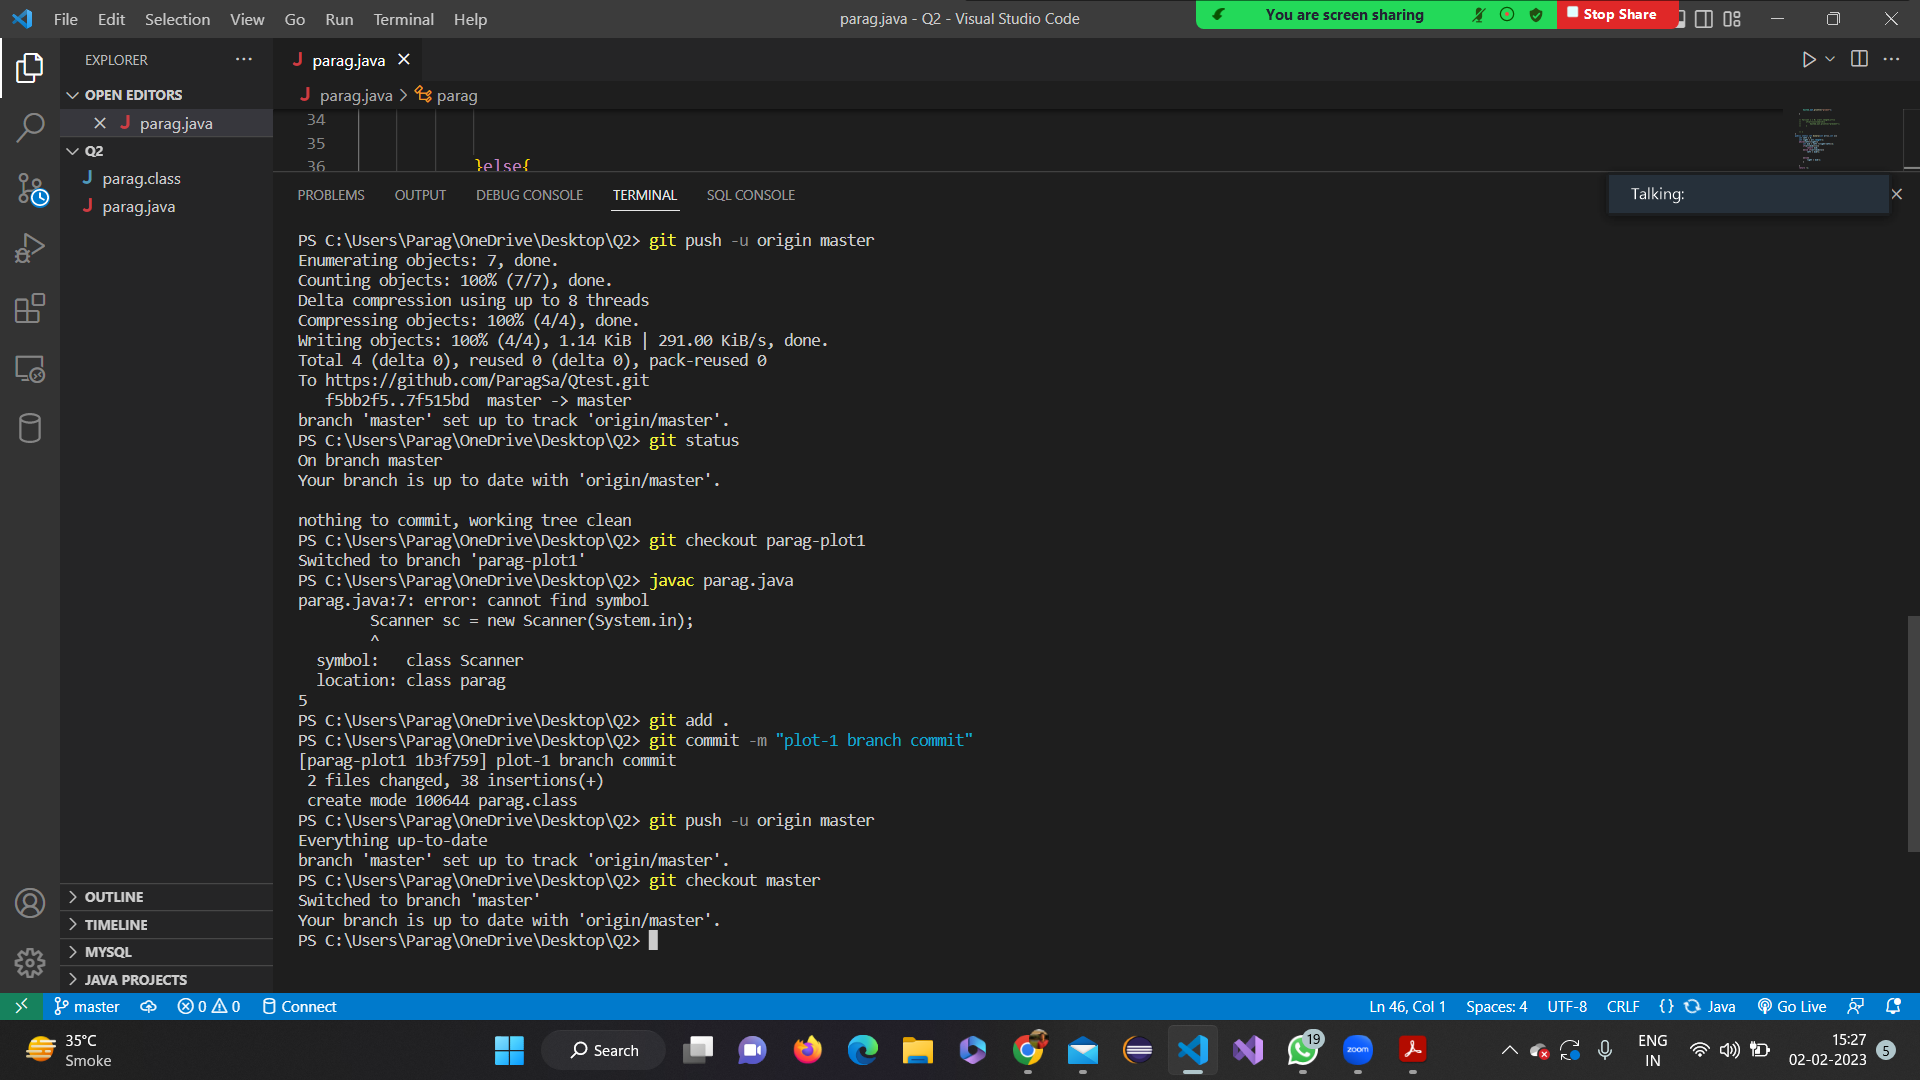 File Edit Selection View Go Run Terminal Help
parag.java - Q2 - Visual Studio Code
You are screen sharing
Stop Share
EXPLORER
OPEN EDITORS
parag.java
Q2
parag.class
parag.java
OUTLINE
TIMELINE
MYSQL
JAVA PROJECTS
parag.java
parag.java > parag
34
35
36 }else{
PROBLEMS OUTPUT DEBUG CONSOLE TERMINAL SQL CONSOLE
Talking:
PS C:\Users\Parag\OneDrive\Desktop\Q2> git push -u origin master
Enumerating objects: 7, done.
Counting objects: 100% (7/7), done.
Delta compression using up to 8 threads
Compressing objects: 100% (4/4), done.
Writing objects: 100% (4/4), 1.14 KiB | 291.00 KiB/s, done.
Total 4 (delta 0), reused 0 (delta 0), pack-reused 0
To https://github.com/ParagSa/Qtest.git
   f5bb2f5..7f515bd  master -> master
branch 'master' set up to track 'origin/master'.
PS C:\Users\Parag\OneDrive\Desktop\Q2> git status
On branch master
Your branch is up to date with 'origin/master'.
nothing to commit, working tree clean
PS C:\Users\Parag\OneDrive\Desktop\Q2> git checkout parag-plot1
Switched to branch 'parag-plot1'
PS C:\Users\Parag\OneDrive\Desktop\Q2> javac parag.java
parag.java:7: error: cannot find symbol
        Scanner sc = new Scanner(System.in);
        ^
  symbol:   class Scanner
  location: class parag
5
PS C:\Users\Parag\OneDrive\Desktop\Q2> git add .
PS C:\Users\Parag\OneDrive\Desktop\Q2> git commit -m "plot-1 branch commit"
[parag-plot1 1b3f759] plot-1 branch commit
 2 files changed, 38 insertions(+)
 create mode 100644 parag.class
PS C:\Users\Parag\OneDrive\Desktop\Q2> git push -u origin master
Everything up-to-date
branch 'master' set up to track 'origin/master'.
PS C:\Users\Parag\OneDrive\Desktop\Q2> git checkout master
Switched to branch 'master'
Your branch is up to date with 'origin/master'.
PS C:\Users\Parag\OneDrive\Desktop\Q2>
master 0 0 Connect
Ln 46, Col 1 Spaces: 4 UTF-8 CRLF {} Java Go Live
35°C
Smoke
Search
19
zoom
ENG
IN
15:27
02-02-2023
5